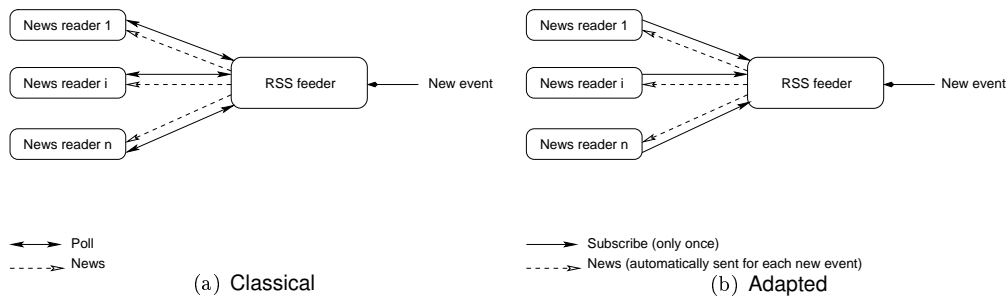 News reader 1
News reader i
News reader n
RSS feeder
New event
Poll
News
(a) Classical
News reader 1
News reader i
News reader n
RSS feeder
New event
Subscribe (only once)
News (automatically sent for each new event)
(b) Adapted